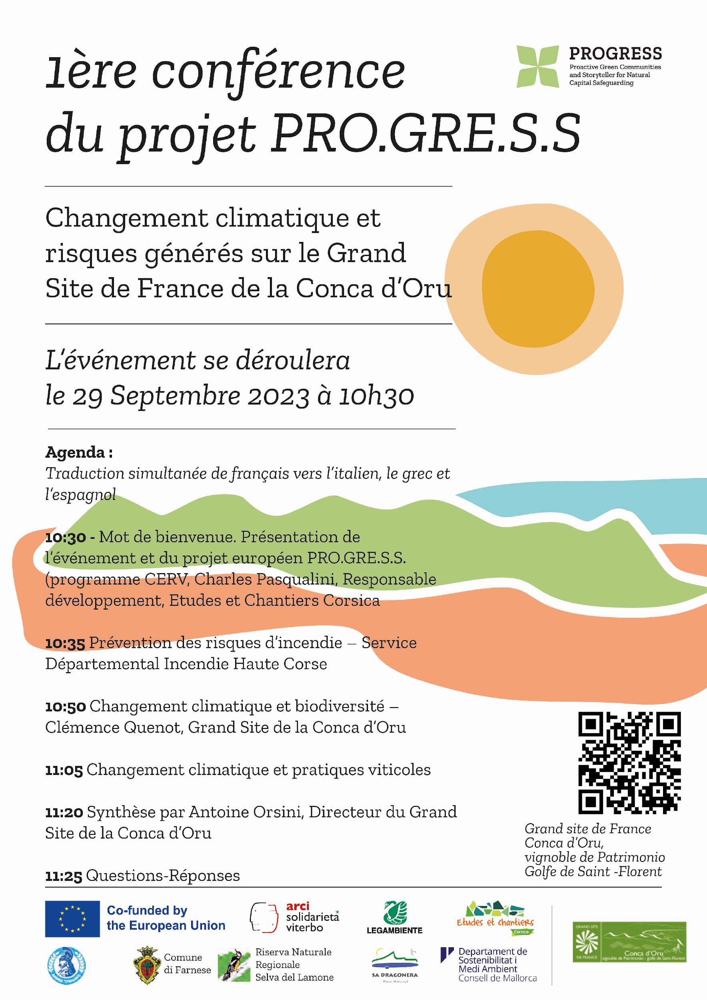 1ère conférence
du projet PRO.GRE.S.S
PROGRESS
Proactive Green Communities
and Storyteller for Natural
Capital Safeguarding
Changement climatique et
risques générés sur le Grand
Site de France de la Conca d’Oru
L’événement se déroulera
le 29 Septembre 2023 à 10h30
Agenda :
Traduction simultanée de français vers l’italien, le grec et
l’espagnol
10:30 - Mot de bienvenue. Présentation de
l’événement et du projet européen PRO.GRE.S.S.
(programme CERV, Charles Pasqualini, Responsable
développement, Etudes et Chantiers Corsica
10:35 Prévention des risques d’incendie – Service
Départemental Incendie Haute Corse
10:50 Changement climatique et biodiversité –
Clémence Quenot, Grand Site de la Conca d’Oru
11:05 Changement climatique et pratiques viticoles
11:20 Synthèse par Antoine Orsini, Directeur du Grand
Site de la Conca d’Oru
11:25 Questions-Réponses
Grand site de France
Conca d’Oru,
vignoble de Patrimonio
Golfe de Saint -Florent
Co-funded by
the European Union
arci
solidarietà
viterbo
LEGAMBIENTE
Etudes et chantieRs
Corsica
Comune
di Farnese
Riserva Naturale
Regionale
Selva del Lamone
SA DRAGONERA
Parc Natural
Departament de
Sostenibilitat i
Medi Ambient
Consell de Mallorca
GRAND SITE
DE FRANCE
Conca d'Oru
vignoble de Patrimonio - golfe de Saint-Florent